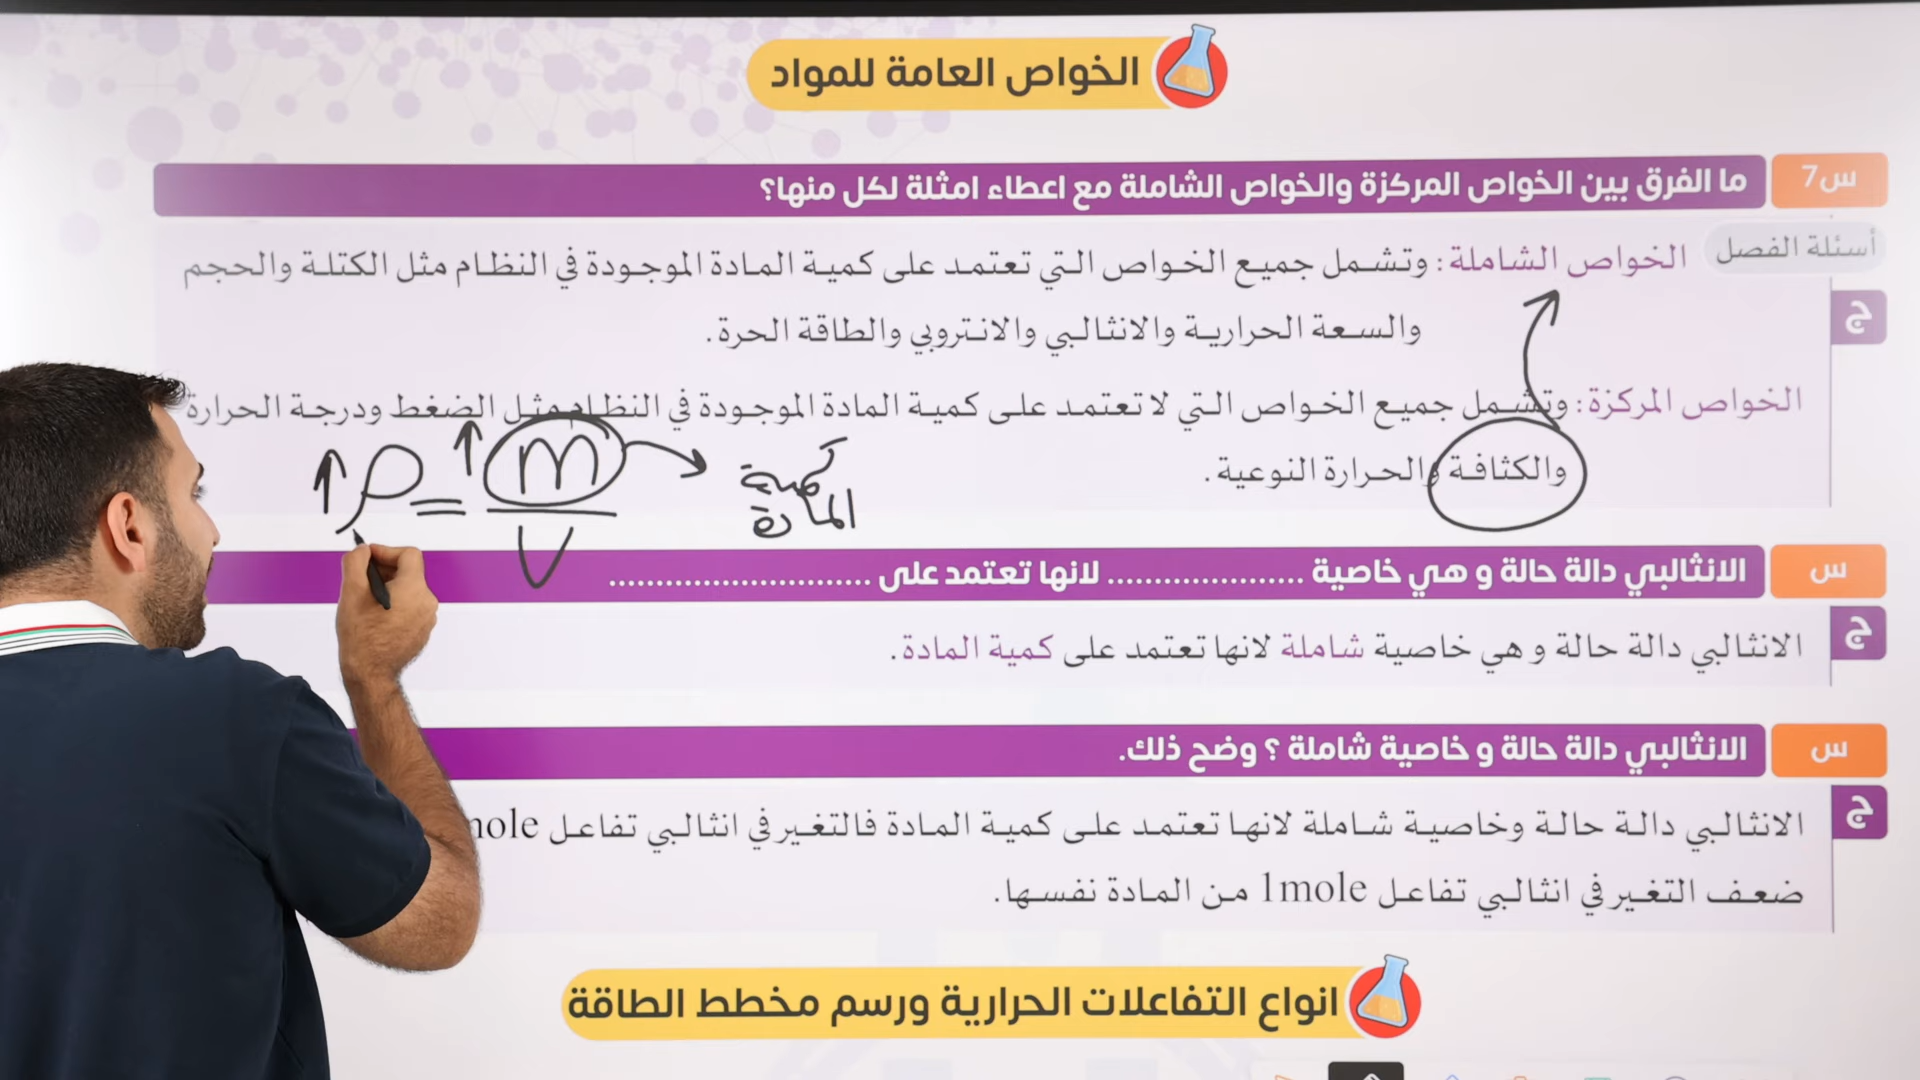 الخواص العامة للمواد
س7 ما الفرق بين الخواص المركزة والخواص الشاملة مع اعطاء امثلة لكل منها؟
أسئلة الفصل
ج
الخواص الشاملة : وتشمل جميع الخواص التي تعتمد على كمية المادة الموجودة في النظام مثل الكتلة والحجم
والسعة الحرارية والانثالبي والانتروبي والطاقة الحرة .
الخواص المركزة : وتشمل جميع الخواص التي لا تعتمد على كمية المادة الموجودة في النظام مثل الضغط ودرجة الحرارة
والكثافة والحرارة النوعية .
↑ρ = ↑m
V
كمية
المادة
س الانثالبي دالة حالة و هي خاصية ..................... لانها تعتمد على ............................
ج الانثالبي دالة حالة و هي خاصية شاملة لانها تعتمد على كمية المادة .
س الانثالبي دالة حالة و خاصية شاملة ؟ وضح ذلك.
ج الانثالبي دالة حالة وخاصية شاملة لانها تعتمد على كمية المادة فالتغير في انثالبي تفاعل mole
ضعف التغير في انثالبي تفاعل 1mole من المادة نفسها .
انواع التفاعلات الحرارية ورسم مخطط الطاقة